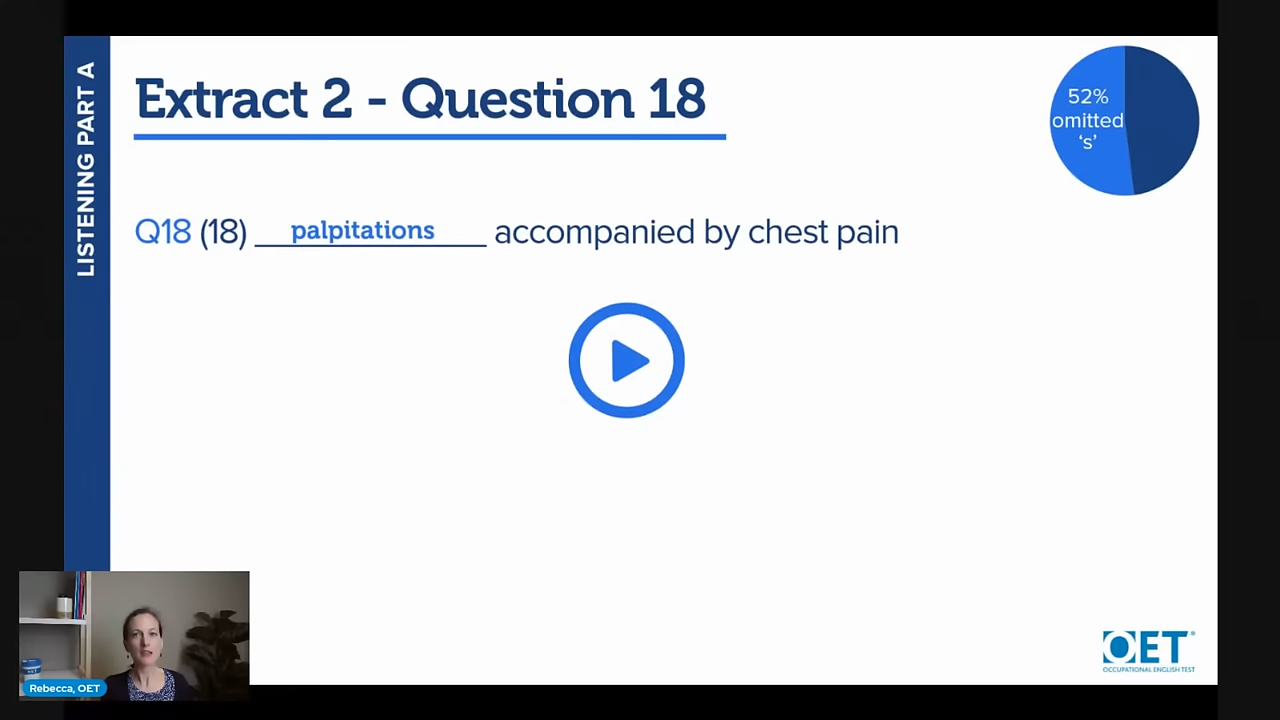 LISTENING PART A
Extract 2 - Question 18
52%
omitted
‘s’
Q18 (18) palpitations accompanied by chest pain
Rebecca, OET
OET
OCCUPATIONAL ENGLISH TEST